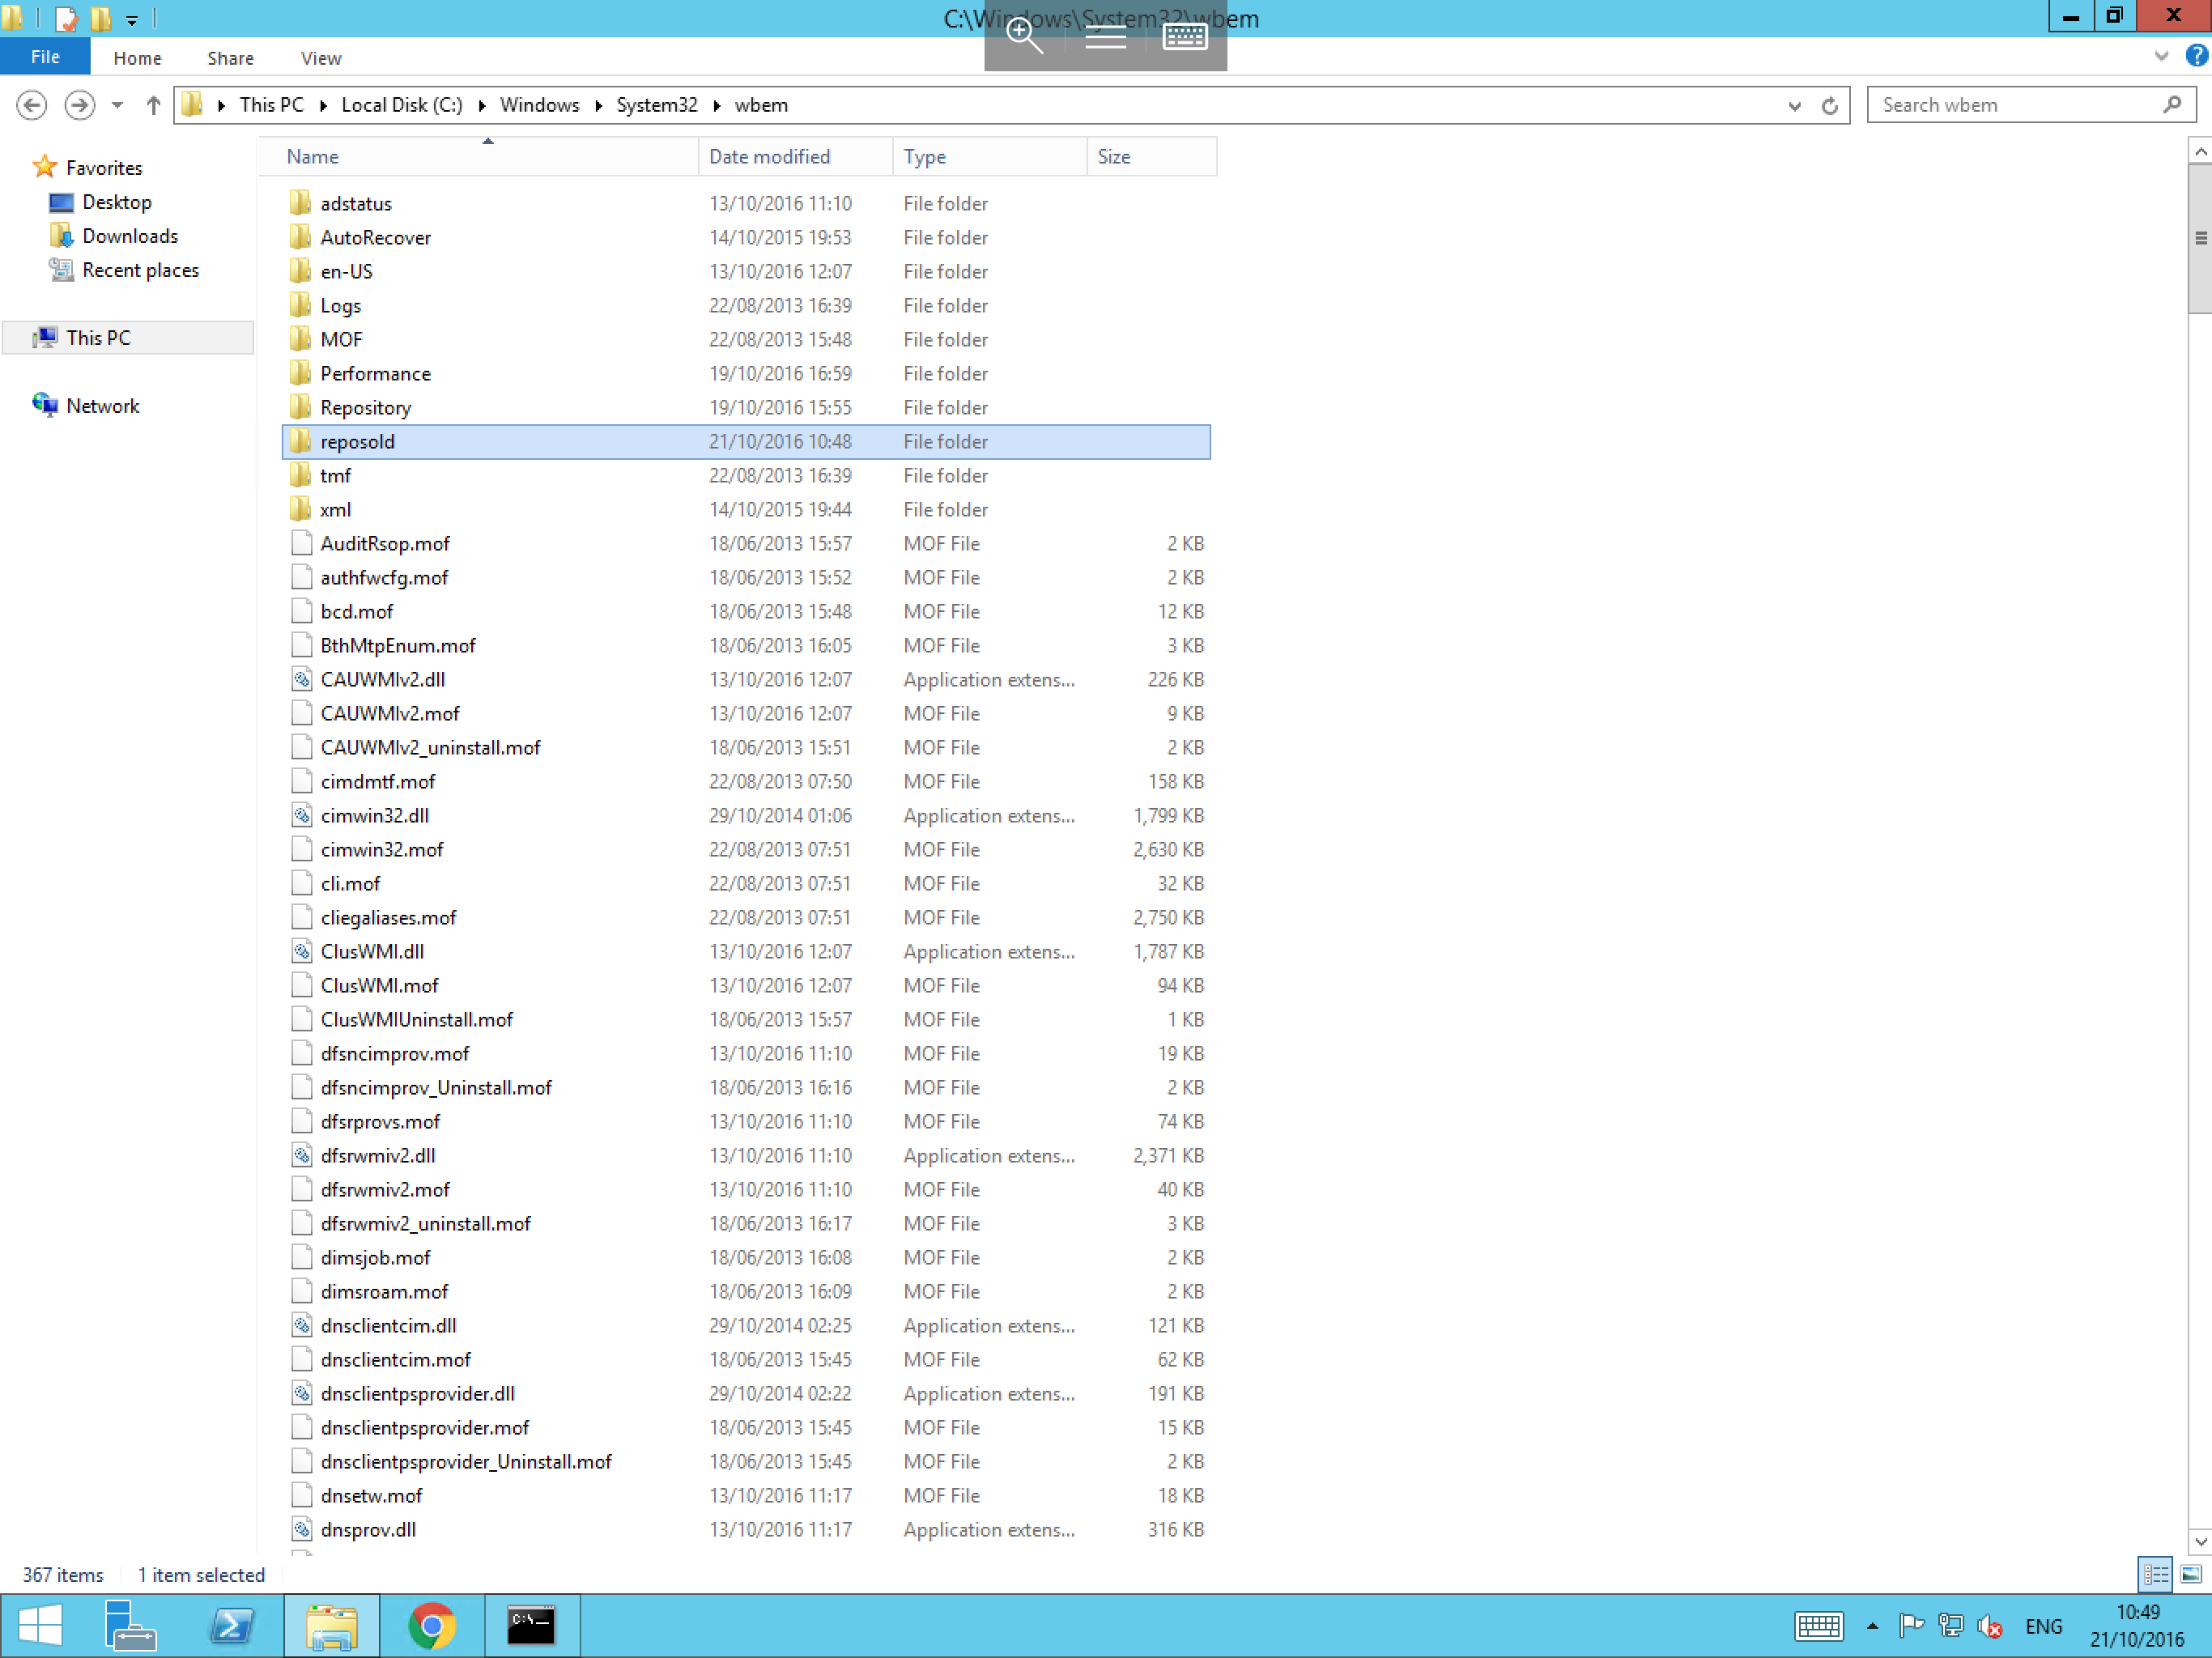 C:\Windows\System32\wbem
File Home Share View
This PC Local Disk (C:) Windows System32 wbem Search wbem
Favorites
Desktop
Downloads
Recent places
This PC
Network
Name Date modified Type Size
adstatus 13/10/2016 11:10 File folder
AutoRecover 14/10/2015 19:53 File folder
en-US 13/10/2016 12:07 File folder
Logs 22/08/2013 16:39 File folder
MOF 22/08/2013 15:48 File folder
Performance 19/10/2016 16:59 File folder
Repository 19/10/2016 15:55 File folder
reposold 21/10/2016 10:48 File folder
tmf 22/08/2013 16:39 File folder
xml 14/10/2015 19:44 File folder
AuditRsop.mof 18/06/2013 15:57 MOF File 2 KB
authfwcfg.mof 18/06/2013 15:52 MOF File 2 KB
bcd.mof 18/06/2013 15:48 MOF File 12 KB
BthMtpEnum.mof 18/06/2013 16:05 MOF File 3 KB
CAUWMIv2.dll 13/10/2016 12:07 Application extens... 226 KB
CAUWMIv2.mof 13/10/2016 12:07 MOF File 9 KB
CAUWMIv2_uninstall.mof 18/06/2013 15:51 MOF File 2 KB
cimdmtf.mof 22/08/2013 07:50 MOF File 158 KB
cimwin32.dll 29/10/2014 01:06 Application extens... 1,799 KB
cimwin32.mof 22/08/2013 07:51 MOF File 2,630 KB
cli.mof 22/08/2013 07:51 MOF File 32 KB
cliegaliases.mof 22/08/2013 07:51 MOF File 2,750 KB
ClusWMI.dll 13/10/2016 12:07 Application extens... 1,787 KB
ClusWMI.mof 13/10/2016 12:07 MOF File 94 KB
ClusWMIUninstall.mof 18/06/2013 15:57 MOF File 1 KB
dfsncimprov.mof 13/10/2016 11:10 MOF File 19 KB
dfsncimprov_Uninstall.mof 18/06/2013 16:16 MOF File 2 KB
dfsrprovs.mof 13/10/2016 11:10 MOF File 74 KB
dfsrwmiv2.dll 13/10/2016 11:10 Application extens... 2,371 KB
dfsrwmiv2.mof 13/10/2016 11:10 MOF File 40 KB
dfsrwmiv2_uninstall.mof 18/06/2013 16:17 MOF File 3 KB
dimsjob.mof 18/06/2013 16:08 MOF File 2 KB
dimsroam.mof 18/06/2013 16:09 MOF File 2 KB
dnsclientcim.dll 29/10/2014 02:25 Application extens... 121 KB
dnsclientcim.mof 18/06/2013 15:45 MOF File 62 KB
dnsclientpsprovider.dll 29/10/2014 02:22 Application extens... 191 KB
dnsclientpsprovider.mof 18/06/2013 15:45 MOF File 15 KB
dnsclientpsprovider_Uninstall.mof 18/06/2013 15:45 MOF File 2 KB
dnsetw.mof 13/10/2016 11:17 MOF File 18 KB
dnsprov.dll 13/10/2016 11:17 Application extens... 316 KB
367 items 1 item selected
ENG
10:49
21/10/2016